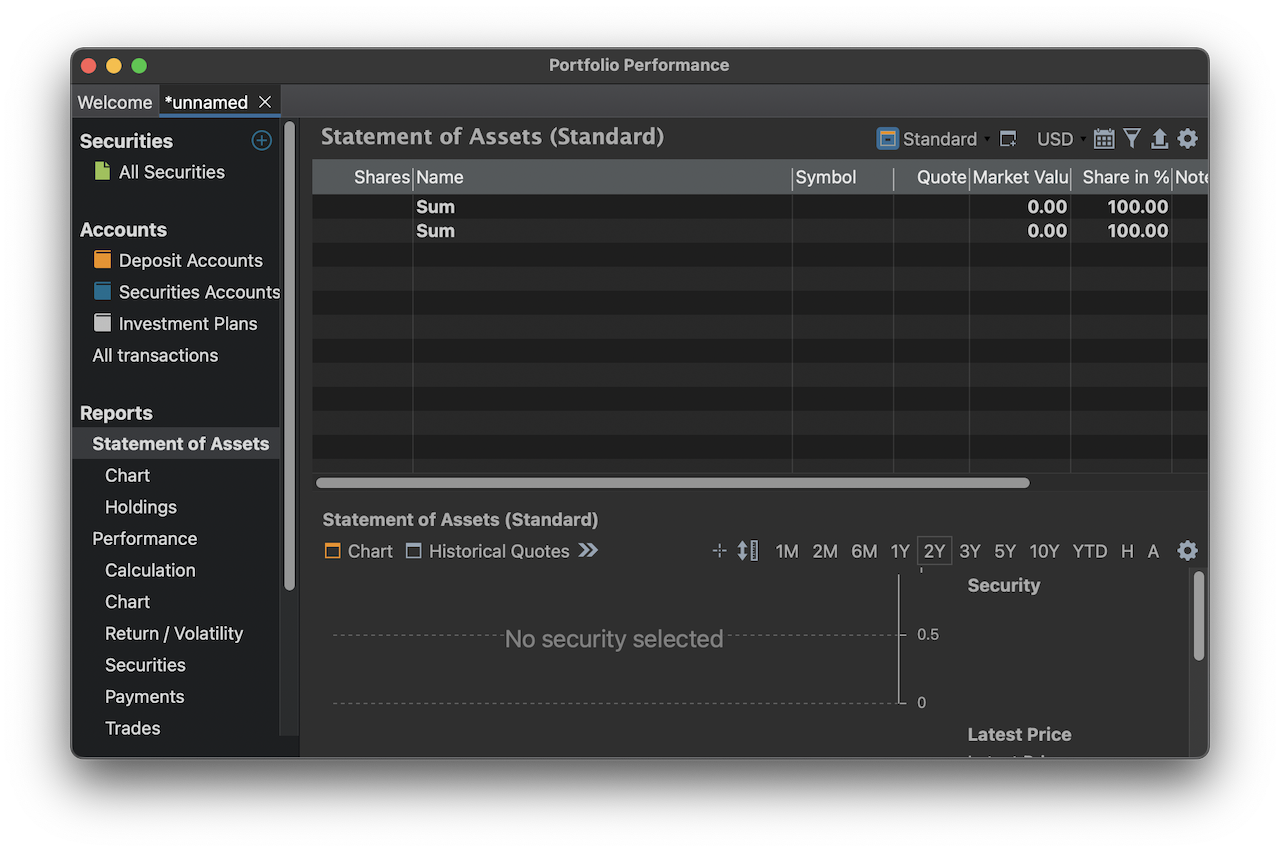 Portfolio Performance
Welcome *unnamed
Securities
All Securities
Accounts
Deposit Accounts
Securities Accounts
Investment Plans
All transactions
Reports
Statement of Assets
Chart
Holdings
Performance
Calculation
Chart
Return / Volatility
Securities
Payments
Trades
Statement of Assets (Standard) Standard USD
Shares Name Symbol Quote Market Valu Share in % Note
Sum 0.00 100.00
Sum 0.00 100.00
Statement of Assets (Standard)
Chart Historical Quotes 1M 2M 6M 1Y 2Y 3Y 5Y 10Y YTD H A
Security
No security selected
0.5
0
Latest Price